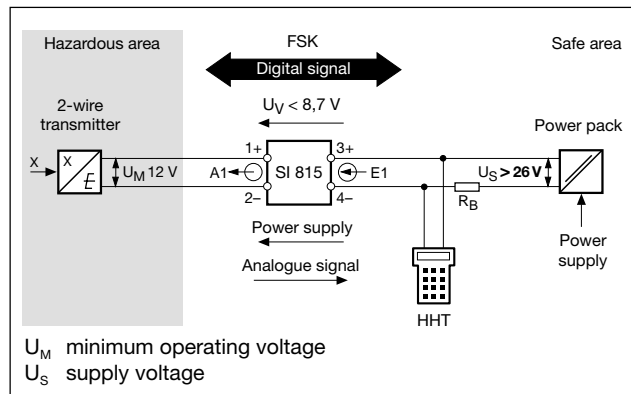 Hazardous area
FSK
Safe area
Digital signal
2-wire
transmitter
U_V < 8,7 V
Power pack
1+
3+
X
X
E
U_M 12 V
A1
SI 815
E1
U_S > 26 V
2–
4–
R_B
Power supply
Analogue signal
Power
supply
HHT
U_M minimum operating voltage
U_S supply voltage